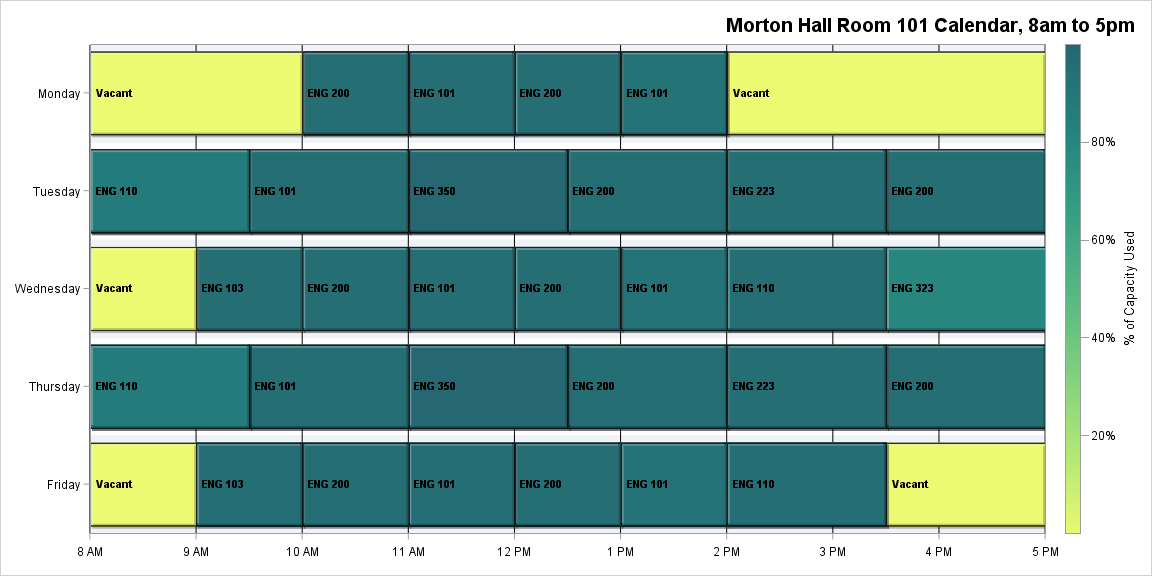 Morton Hall Room 101 Calendar, 8am to 5pm
Monday
Vacant
ENG 200
ENG 101
ENG 200
ENG 101
Vacant
Tuesday
ENG 110
ENG 101
ENG 350
ENG 200
ENG 223
ENG 200
Wednesday
Vacant
ENG 103
ENG 200
ENG 101
ENG 200
ENG 101
ENG 110
ENG 323
Thursday
ENG 110
ENG 101
ENG 350
ENG 200
ENG 223
ENG 200
Friday
Vacant
ENG 103
ENG 200
ENG 101
ENG 200
ENG 101
ENG 110
Vacant
8 AM
9 AM
10 AM
11 AM
12 PM
1 PM
2 PM
3 PM
4 PM
5 PM
80%
60%
40%
20%
% of Capacity Used